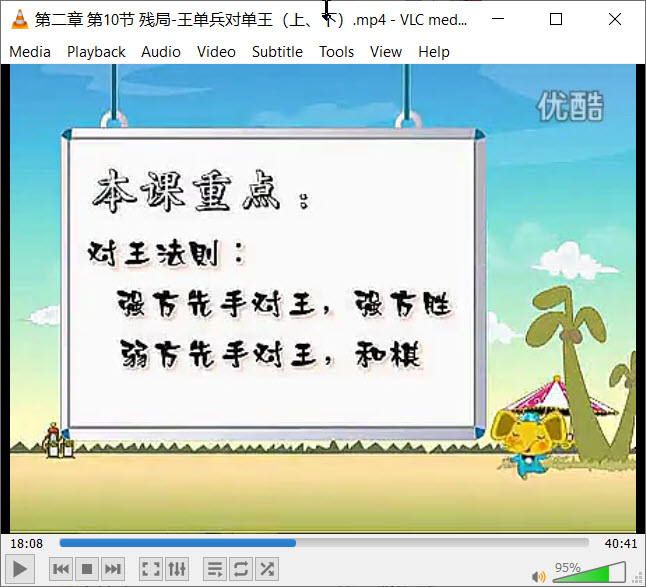 第二章 第10节 残局-王单兵对单王（上、下）.mp4 - VLC med...
Media Playback Audio Video Subtitle Tools View Help
优酷
本课重点：
对王法则：
强方先手对王，强方胜
弱方先手对王，和棋
18:08
40:41
95%